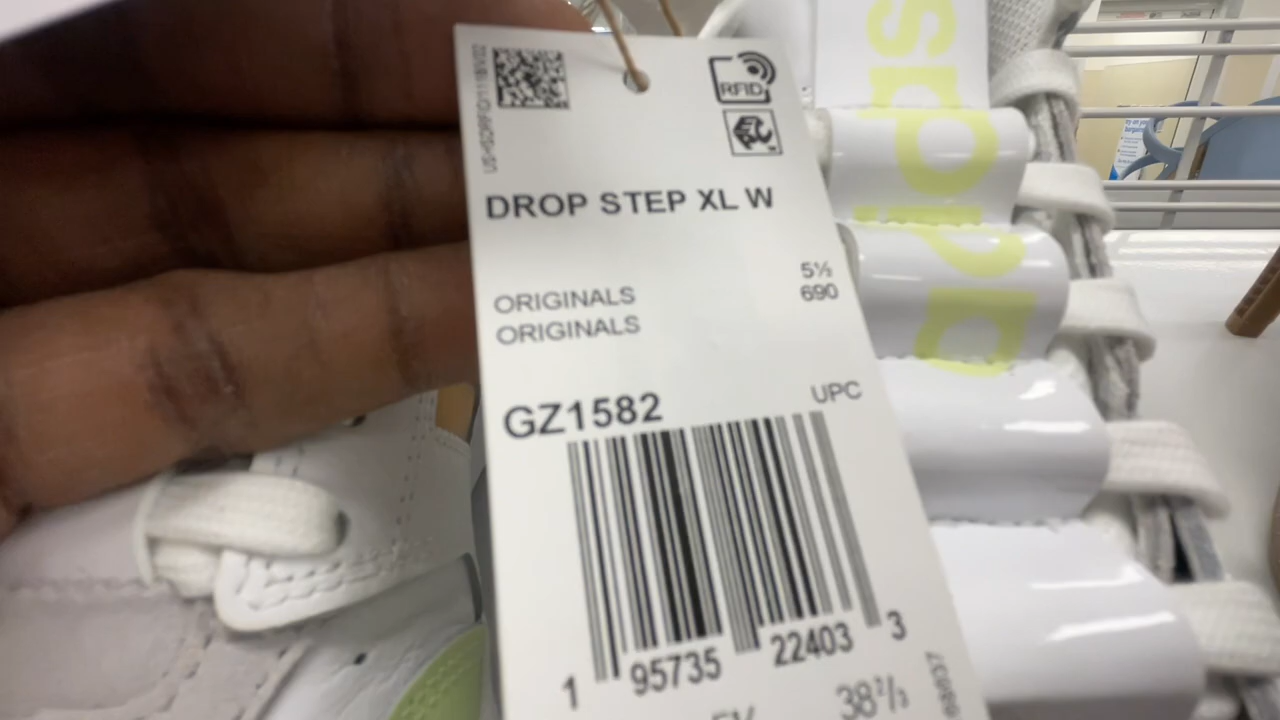 RFID
DROP STEP XL W
5½
ORIGINALS 690
ORIGINALS
GZ1582 UPC
1 95735 22403 3
38⅔